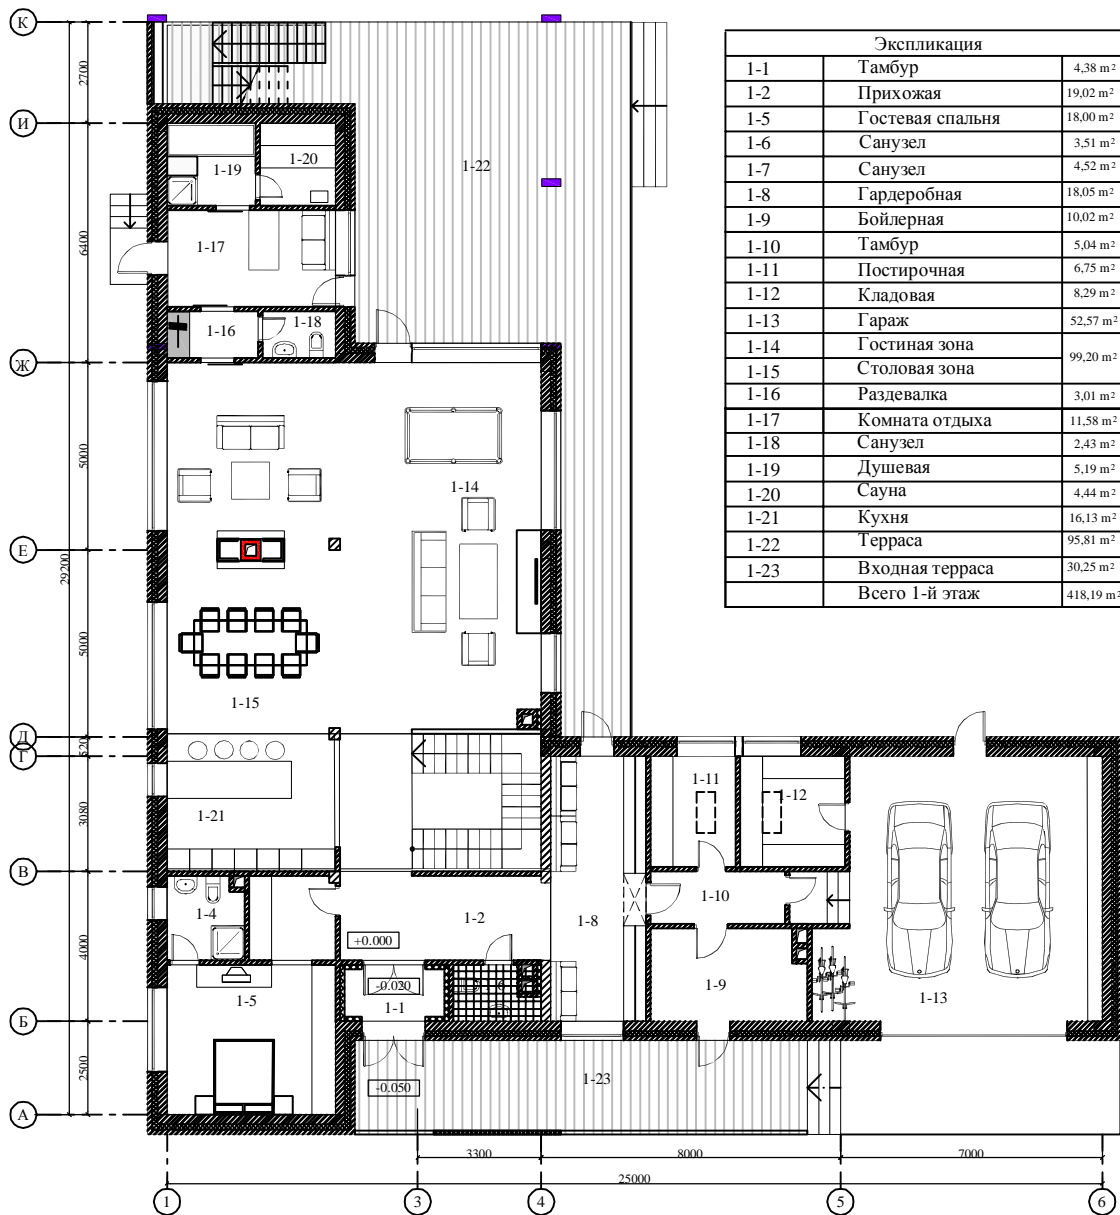 Экспликация
1-1 Тамбур 4,38 m²
1-2 Прихожая 19,02 m²
1-5 Гостевая спальня 18,00 m²
1-6 Санузел 3,51 m²
1-7 Санузел 4,52 m²
1-8 Гардеробная 18,05 m²
1-9 Бойлерная 10,02 m²
1-10 Тамбур 5,04 m²
1-11 Постирочная 6,75 m²
1-12 Кладовая 8,29 m²
1-13 Гараж 52,57 m²
1-14 Гостиная зона 99,20 m²
1-15 Столовая зона
1-16 Раздевалка 3,01 m²
1-17 Комната отдыха 11,58 m²
1-18 Санузел 2,43 m²
1-19 Душевая 5,19 m²
1-20 Сауна 4,44 m²
1-21 Кухня 16,13 m²
1-22 Терраса 95,81 m²
1-23 Входная терраса 30,25 m²
Всего 1-й этаж 418,19 m²
К
2700
И
1-19
1-20
1-22
6400
1-17
1-16
1-18
Ж
5000
1-14
Е
29200
5000
1-15
Д
520
Г
3080
1-21
1-11
1-12
В
4000
1-4
1-2
1-8
1-10
+0.000
-0.020
1-5
1-1
1-9
1-13
Б
2500
-0.050
1-23
А
3300
8000
7000
25000
1
3
4
5
6